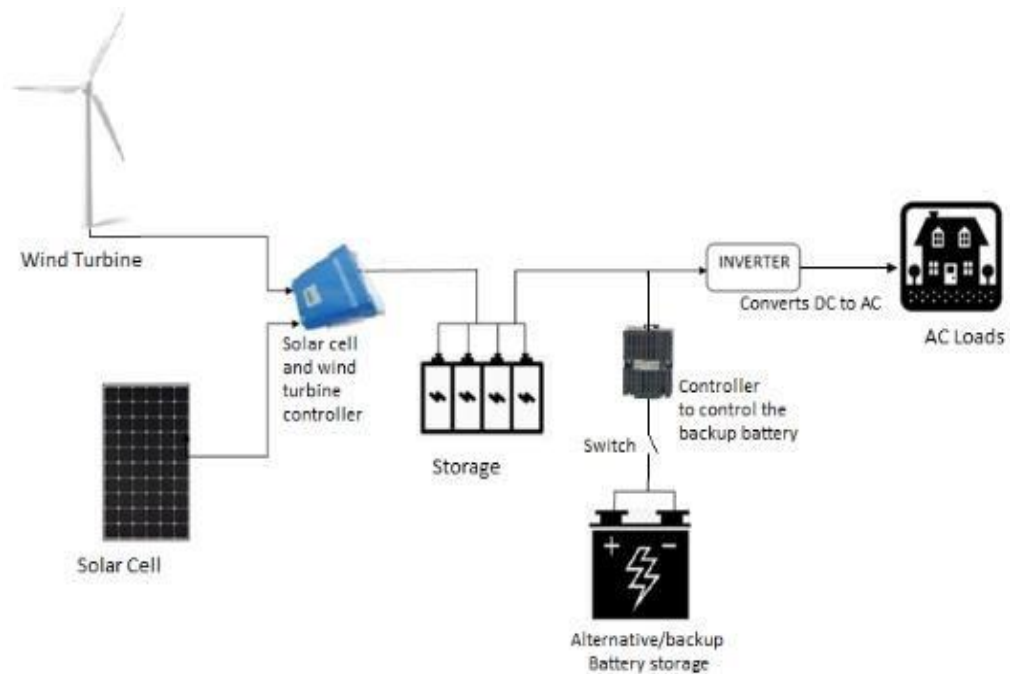 Wind Turbine
INVERTER
Converts DC to AC
AC Loads
Solar cell
and wind
turbine
controller
Storage
Controller
to control the
backup battery
Switch
Solar Cell
+ −
Alternative/backup
Battery storage